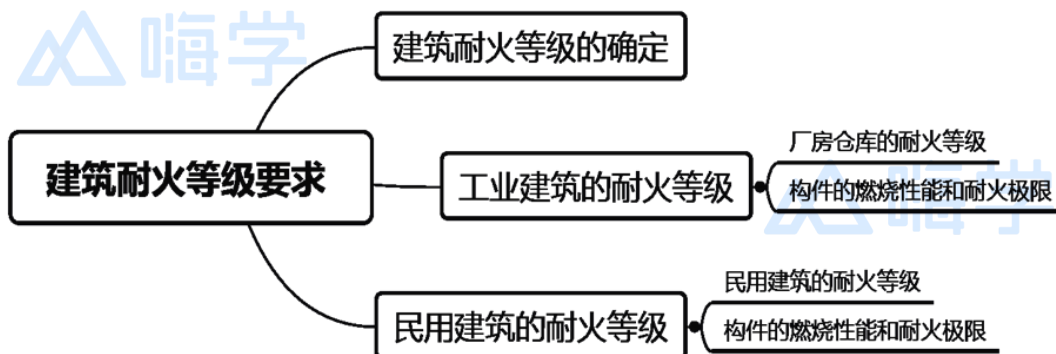 嗨学
建筑耐火等级的确定
建筑耐火等级要求
工业建筑的耐火等级
厂房仓库的耐火等级
构件的燃烧性能和耐火极限
嗨学
民用建筑的耐火等级
民用建筑的耐火等级
构件的燃烧性能和耐火极限